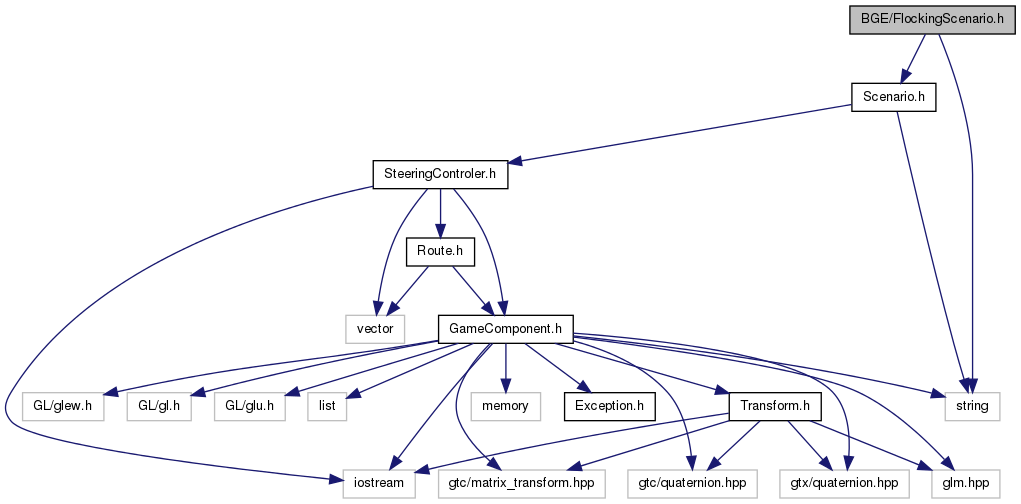 BGE/FlockingScenario.h
Scenario.h
SteeringControler.h
Route.h
vector
GameComponent.h
GL/glew.h
GL/gl.h
GL/glu.h
list
memory
Exception.h
Transform.h
string
iostream
gtc/matrix_transform.hpp
gtc/quaternion.hpp
gtx/quaternion.hpp
glm.hpp